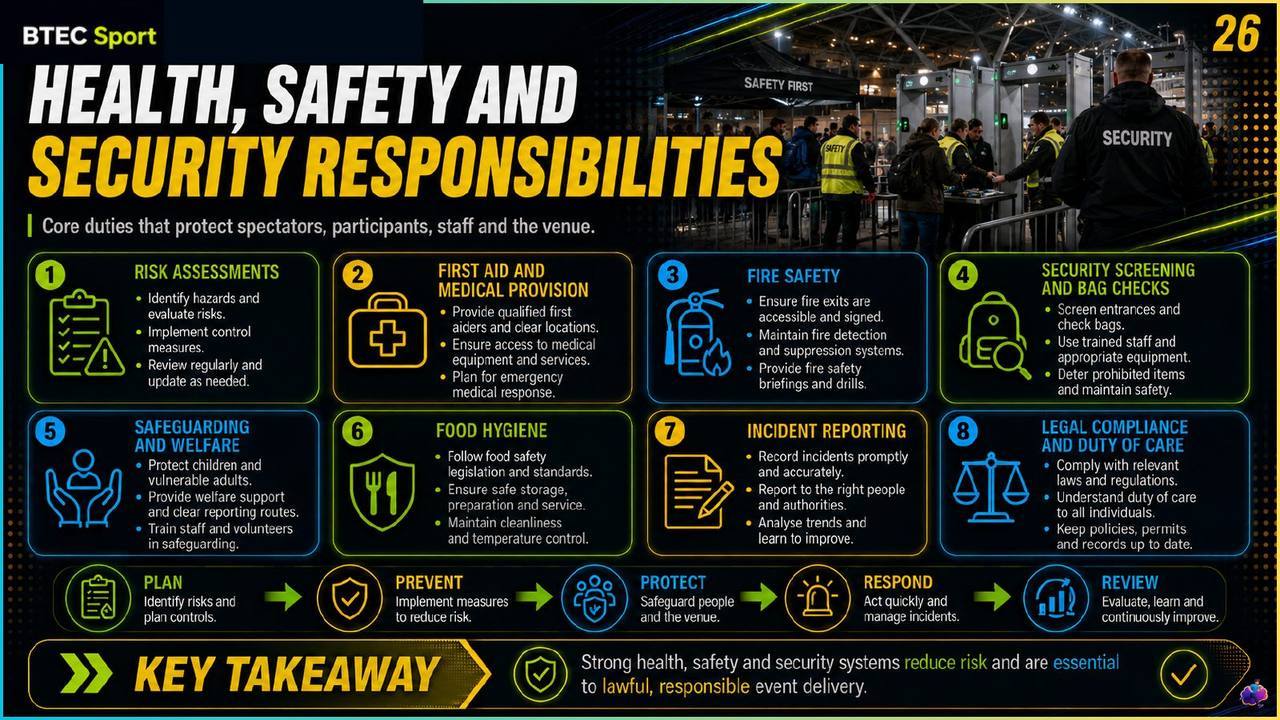 BTEC Sport
26
HEALTH, SAFETY AND
SECURITY RESPONSIBILITIES
Core duties that protect spectators, participants, staff and the venue.
SAFETY FIRST
SAFETY
SECURITY
1
RISK ASSESSMENTS
• Identify hazards and
evaluate risks.
• Implement control
measures.
• Review regularly and
update as needed.
2
FIRST AID AND
MEDICAL PROVISION
• Provide qualified first
aiders and clear locations.
• Ensure access to medical
equipment and services.
• Plan for emergency
medical response.
3
FIRE SAFETY
• Ensure fire exits are
accessible and signed.
• Maintain fire detection
and suppression systems.
• Provide fire safety
briefings and drills.
4
SECURITY SCREENING
AND BAG CHECKS
• Screen entrances and
check bags.
• Use trained staff and
appropriate equipment.
• Deter prohibited items
and maintain safety.
5
SAFEGUARDING
AND WELFARE
• Protect children and
vulnerable adults.
• Provide welfare support
and clear reporting routes.
• Train staff and volunteers
in safeguarding.
6
FOOD HYGIENE
• Follow food safety
legislation and standards.
• Ensure safe storage,
preparation and service.
• Maintain cleanliness
and temperature control.
7
INCIDENT REPORTING
• Record incidents promptly
and accurately.
• Report to the right people
and authorities.
• Analyse trends and
learn to improve.
8
LEGAL COMPLIANCE
AND DUTY OF CARE
• Comply with relevant
laws and regulations.
• Understand duty of care
to all individuals.
• Keep policies, permits
and records up to date.
PLAN
Identify risks and
plan controls.
PREVENT
Implement measures
to reduce risk.
PROTECT
Safeguard people
and the venue.
RESPOND
Act quickly and
manage incidents.
REVIEW
Evaluate, learn and
continuously improve.
KEY TAKEAWAY
Strong health, safety and security systems reduce risk and are essential
to lawful, responsible event delivery.